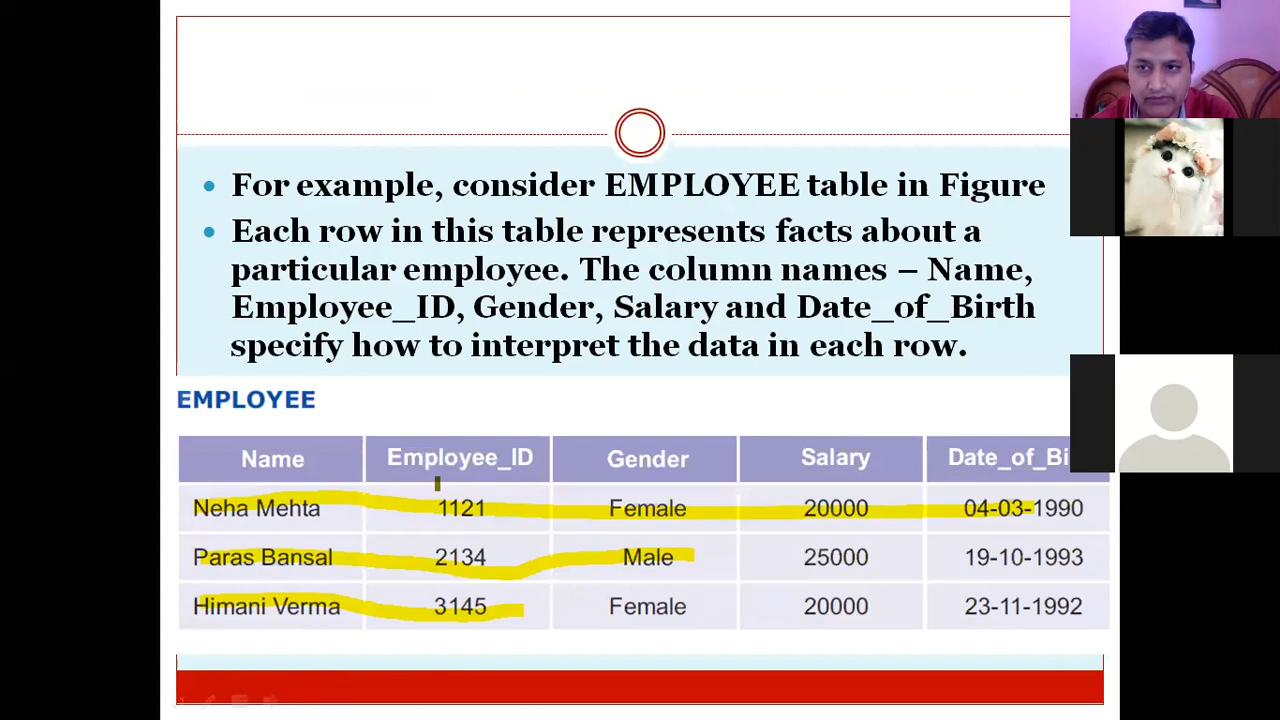 For example, consider EMPLOYEE table in Figure
Each row in this table represents facts about a
particular employee. The column names – Name,
Employee_ID, Gender, Salary and Date_of_Birth
specify how to interpret the data in each row.
EMPLOYEE
Name Employee_ID Gender Salary Date_of_Bi
Neha Mehta 1121 Female 20000 04-03-1990
Paras Bansal 2134 Male 25000 19-10-1993
Himani Verma 3145 Female 20000 23-11-1992